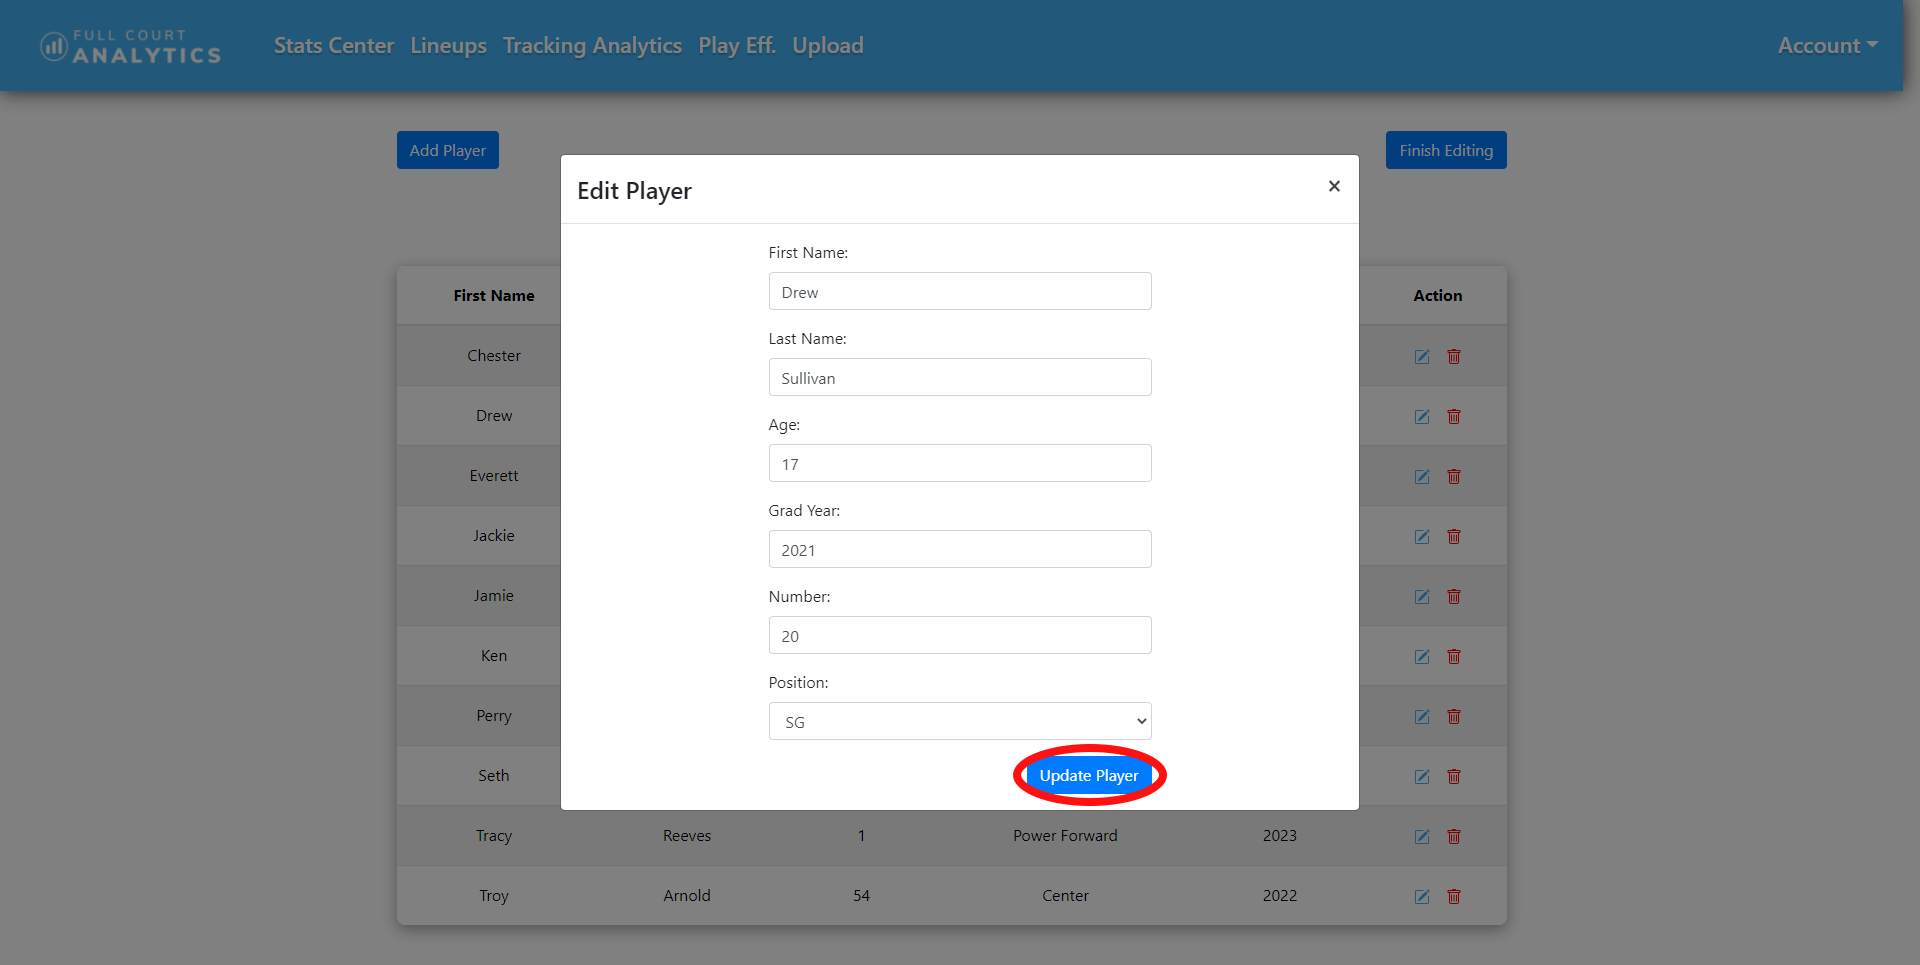 FULL COURT
ANALYTICS
Stats Center Lineups Tracking Analytics Play Eff. Upload
Account
Add Player
Finish Editing
Edit Player
×
First Name:
Drew
Last Name:
Sullivan
Age:
17
Grad Year:
2021
Number:
20
Position:
SG
Update Player
First Name Action
Chester
Drew
Everett
Jackie
Jamie
Ken
Perry
Seth
Tracy Reeves 1 Power Forward 2023
Troy Arnold 54 Center 2022